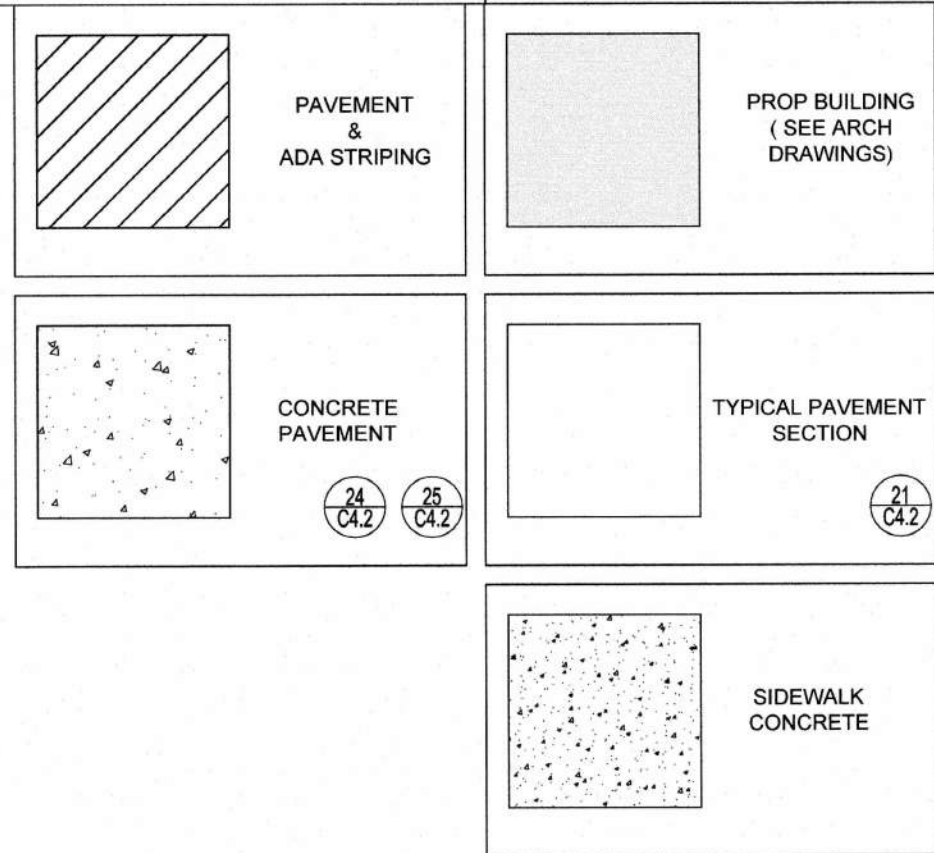 PAVEMENT
&
ADA STRIPING
PROP BUILDING
( SEE ARCH
DRAWINGS)
CONCRETE
PAVEMENT
24
C4.2
25
C4.2
TYPICAL PAVEMENT
SECTION
21
C4.2
SIDEWALK
CONCRETE